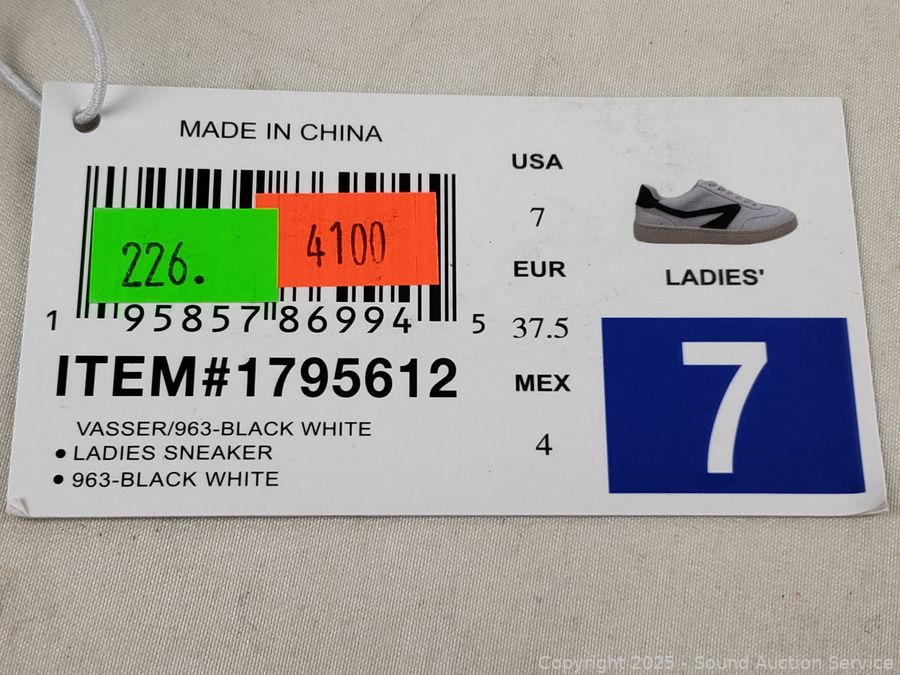 MADE IN CHINA
226.
4100
1 95857 86994 5
ITEM#1795612
VASSER/963-BLACK WHITE
• LADIES SNEAKER
• 963-BLACK WHITE
USA
7
EUR
37.5
MEX
4
LADIES'
7
Copyright 2025 - Sound Auction Service